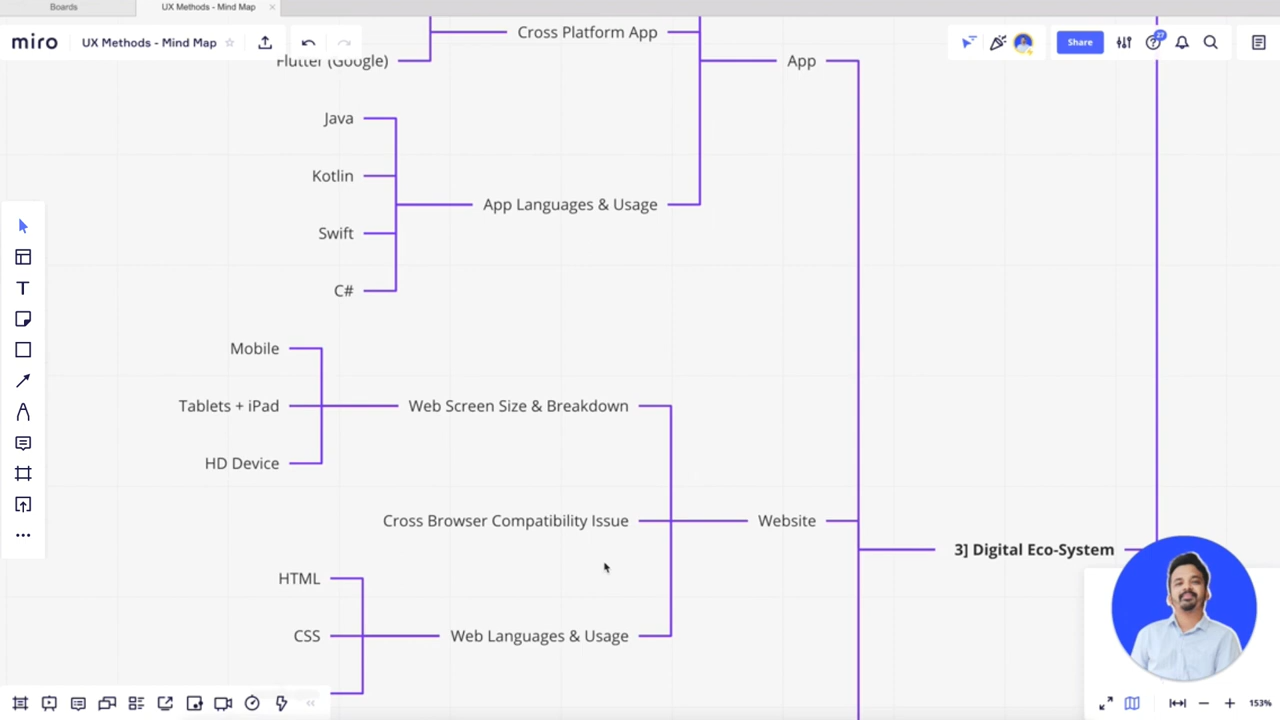 Boards
UX Methods - Mind Map
miro
UX Methods - Mind Map
Share
27
Cross Platform App
Flutter (Google)
App
Java
Kotlin
App Languages & Usage
Swift
C#
Mobile
Tablets + iPad
Web Screen Size & Breakdown
HD Device
Cross Browser Compatibility Issue
Website
3] Digital Eco-System
HTML
CSS
Web Languages & Usage
153%